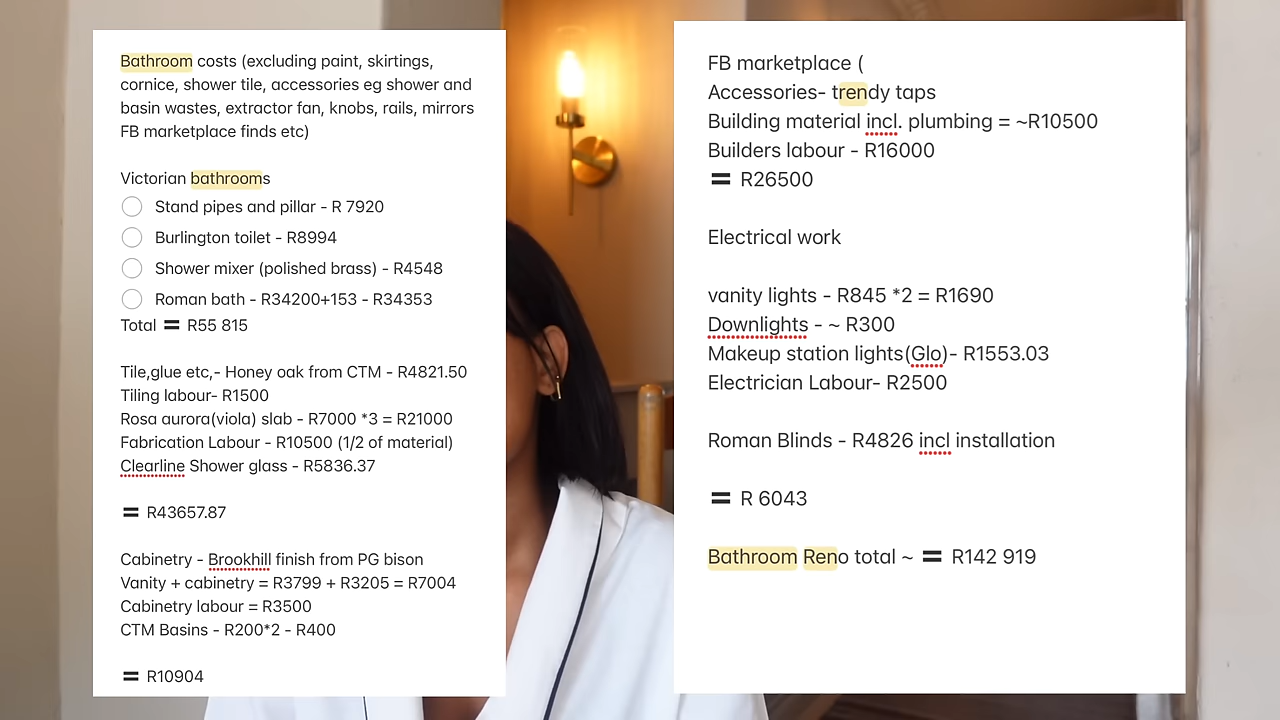 Bathroom costs (excluding paint, skirtings,
cornice, shower tile, accessories eg shower and
basin wastes, extractor fan, knobs, rails, mirrors
FB marketplace finds etc)
Victorian bathrooms
Stand pipes and pillar - R 7920
Burlington toilet - R8994
Shower mixer (polished brass) - R4548
Roman bath - R34200+153 - R34353
Total = R55 815
Tile,glue etc,- Honey oak from CTM - R4821.50
Tiling labour- R1500
Rosa aurora(viola) slab - R7000 *3 = R21000
Fabrication Labour - R10500 (1/2 of material)
Clearline Shower glass - R5836.37
= R43657.87
Cabinetry - Brookhill finish from PG bison
Vanity + cabinetry = R3799 + R3205 = R7004
Cabinetry labour = R3500
CTM Basins - R200*2 - R400
= R10904
FB marketplace (
Accessories- trendy taps
Building material incl. plumbing = ~R10500
Builders labour - R16000
= R26500
Electrical work
vanity lights - R845 *2 = R1690
Downlights - ~ R300
Makeup station lights(Glo)- R1553.03
Electrician Labour- R2500
Roman Blinds - R4826 incl installation
= R 6043
Bathroom Reno total ~ = R142 919